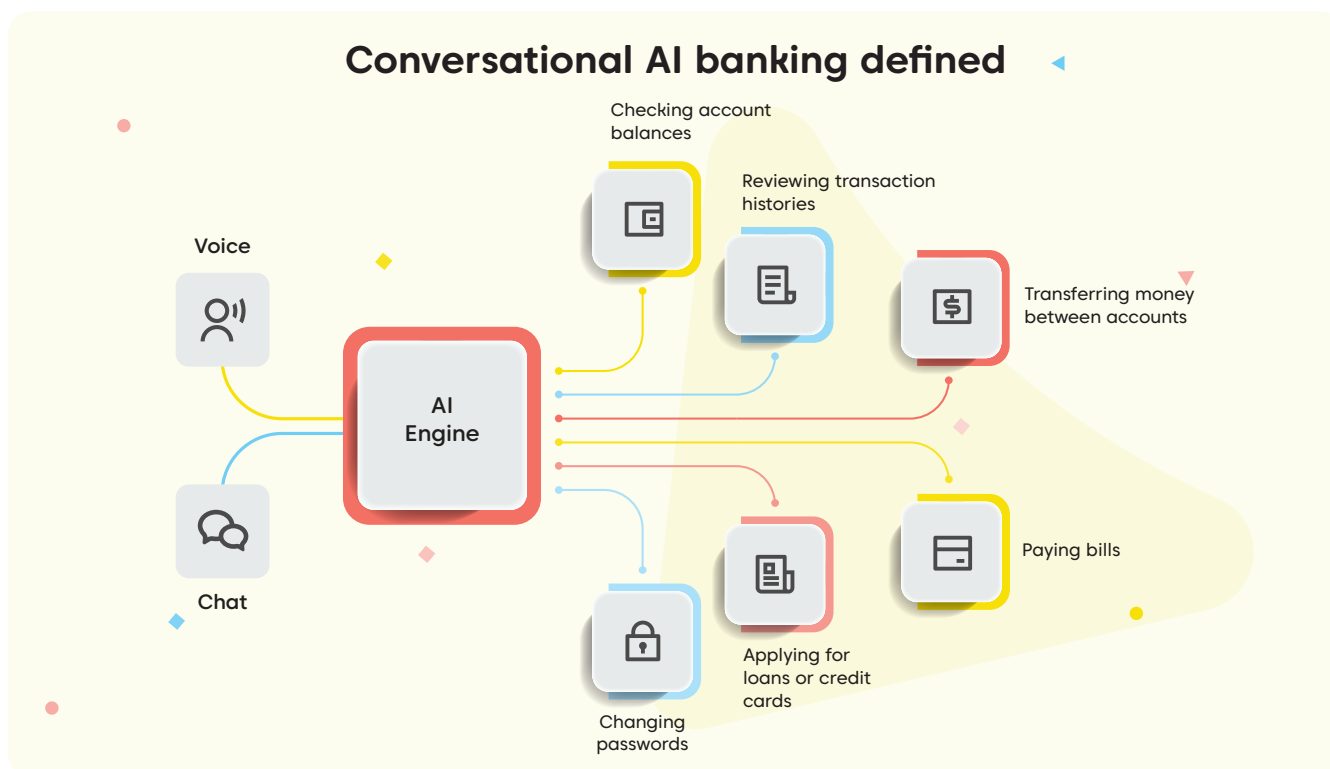 Conversational AI banking defined
Checking account
balances
Reviewing transaction
histories
Voice
Transferring money
between accounts
AI
Engine
Paying bills
Chat
Applying for
loans or credit
cards
Changing
passwords